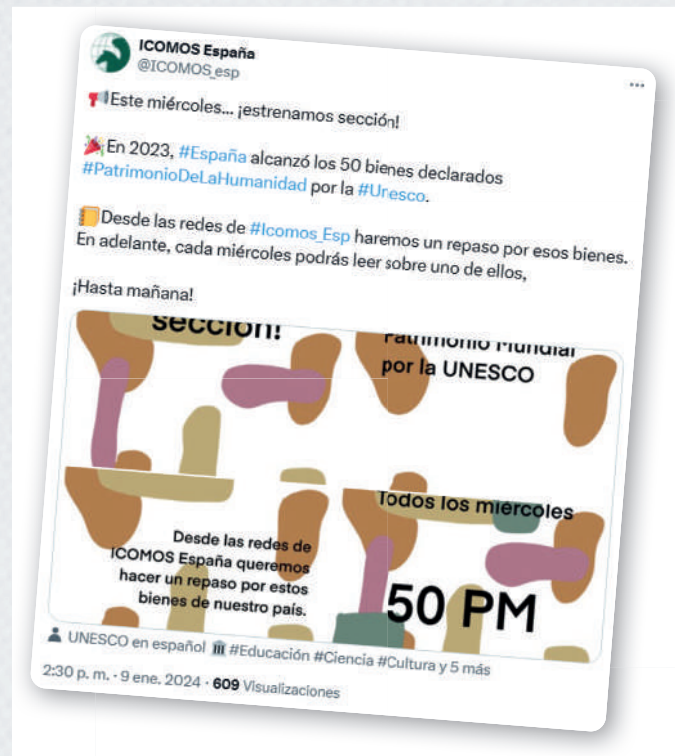 ICOMOS España
@ICOMOS_esp
Este miércoles... ¡estrenamos sección!
En 2023, #España alcanzó los 50 bienes declarados
#PatrimonioDeLaHumanidad por la #Unesco.
Desde las redes de #Icomos_Esp haremos un repaso por esos bienes.
En adelante, cada miércoles podrás leer sobre uno de ellos,
¡Hasta mañana!
sección!
Patrimonio Mundial
por la UNESCO
Desde las redes de
ICOMOS España queremos
hacer un repaso por estos
bienes de nuestro país.
Todos los miércoles
50 PM
UNESCO en español #Educación #Ciencia #Cultura y 5 más
2:30 p. m. · 9 ene. 2024 · 609 Visualizaciones